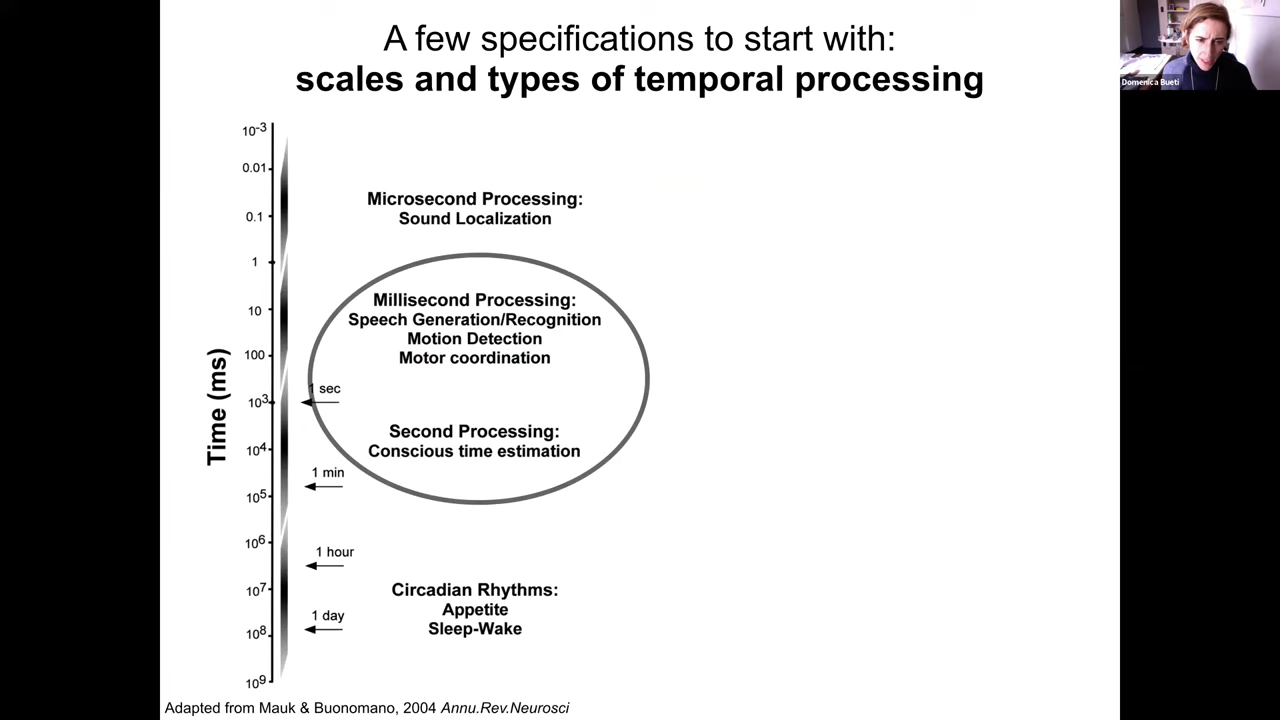 A few specifications to start with:
scales and types of temporal processing
Domenica Bueti
Time (ms)
10-3
0.01
0.1
1
10
100
103
104
105
106
107
108
109
1 sec
1 min
1 hour
1 day
Microsecond Processing:
Sound Localization
Millisecond Processing:
Speech Generation/Recognition
Motion Detection
Motor coordination
Second Processing:
Conscious time estimation
Circadian Rhythms:
Appetite
Sleep-Wake
Adapted from Mauk & Buonomano, 2004 Annu.Rev.Neurosci